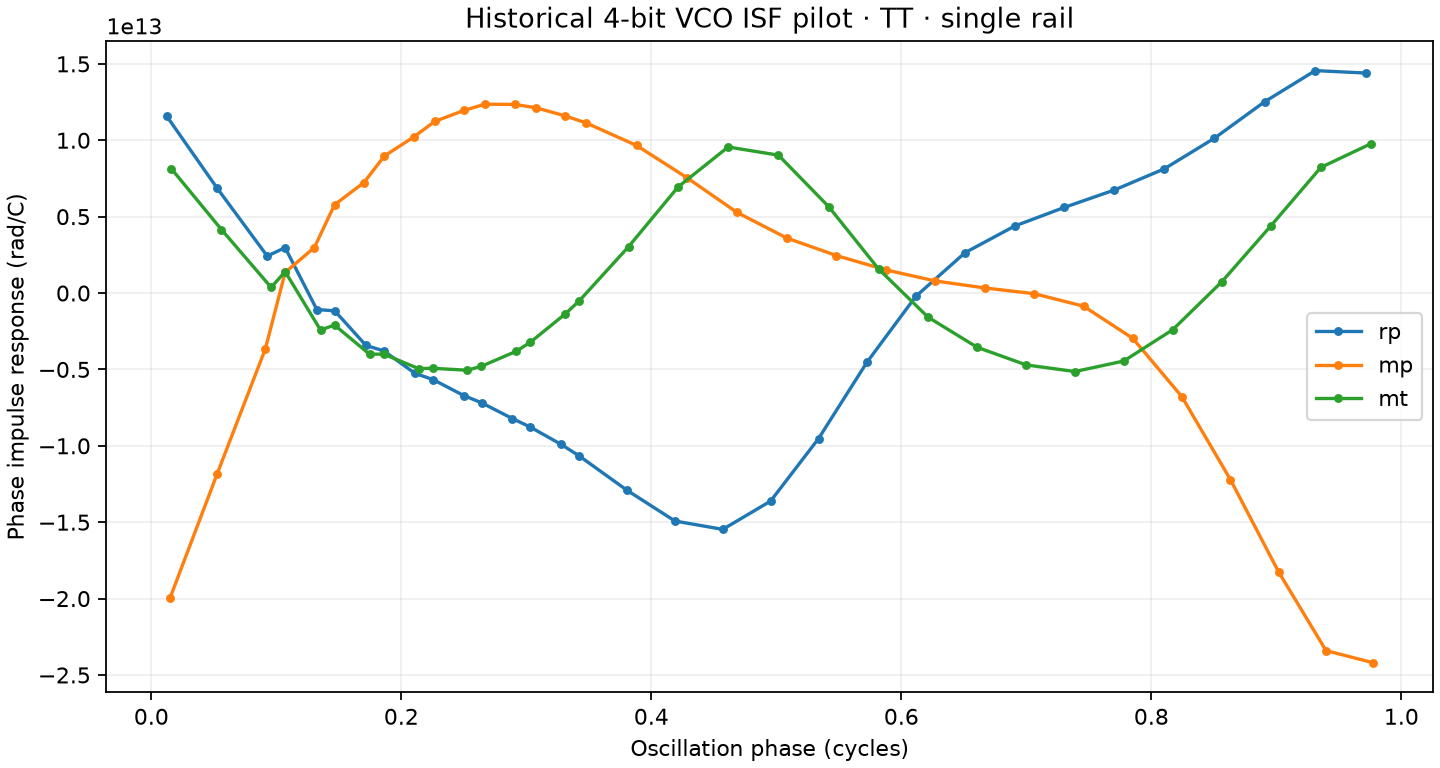 Historical 4-bit VCO ISF pilot · TT · single rail
1e13
1.5
1.0
0.5
0.0
−0.5
−1.0
−1.5
−2.0
−2.5
Phase impulse response (rad/C)
rp
mp
mt
0.0 0.2 0.4 0.6 0.8 1.0
Oscillation phase (cycles)